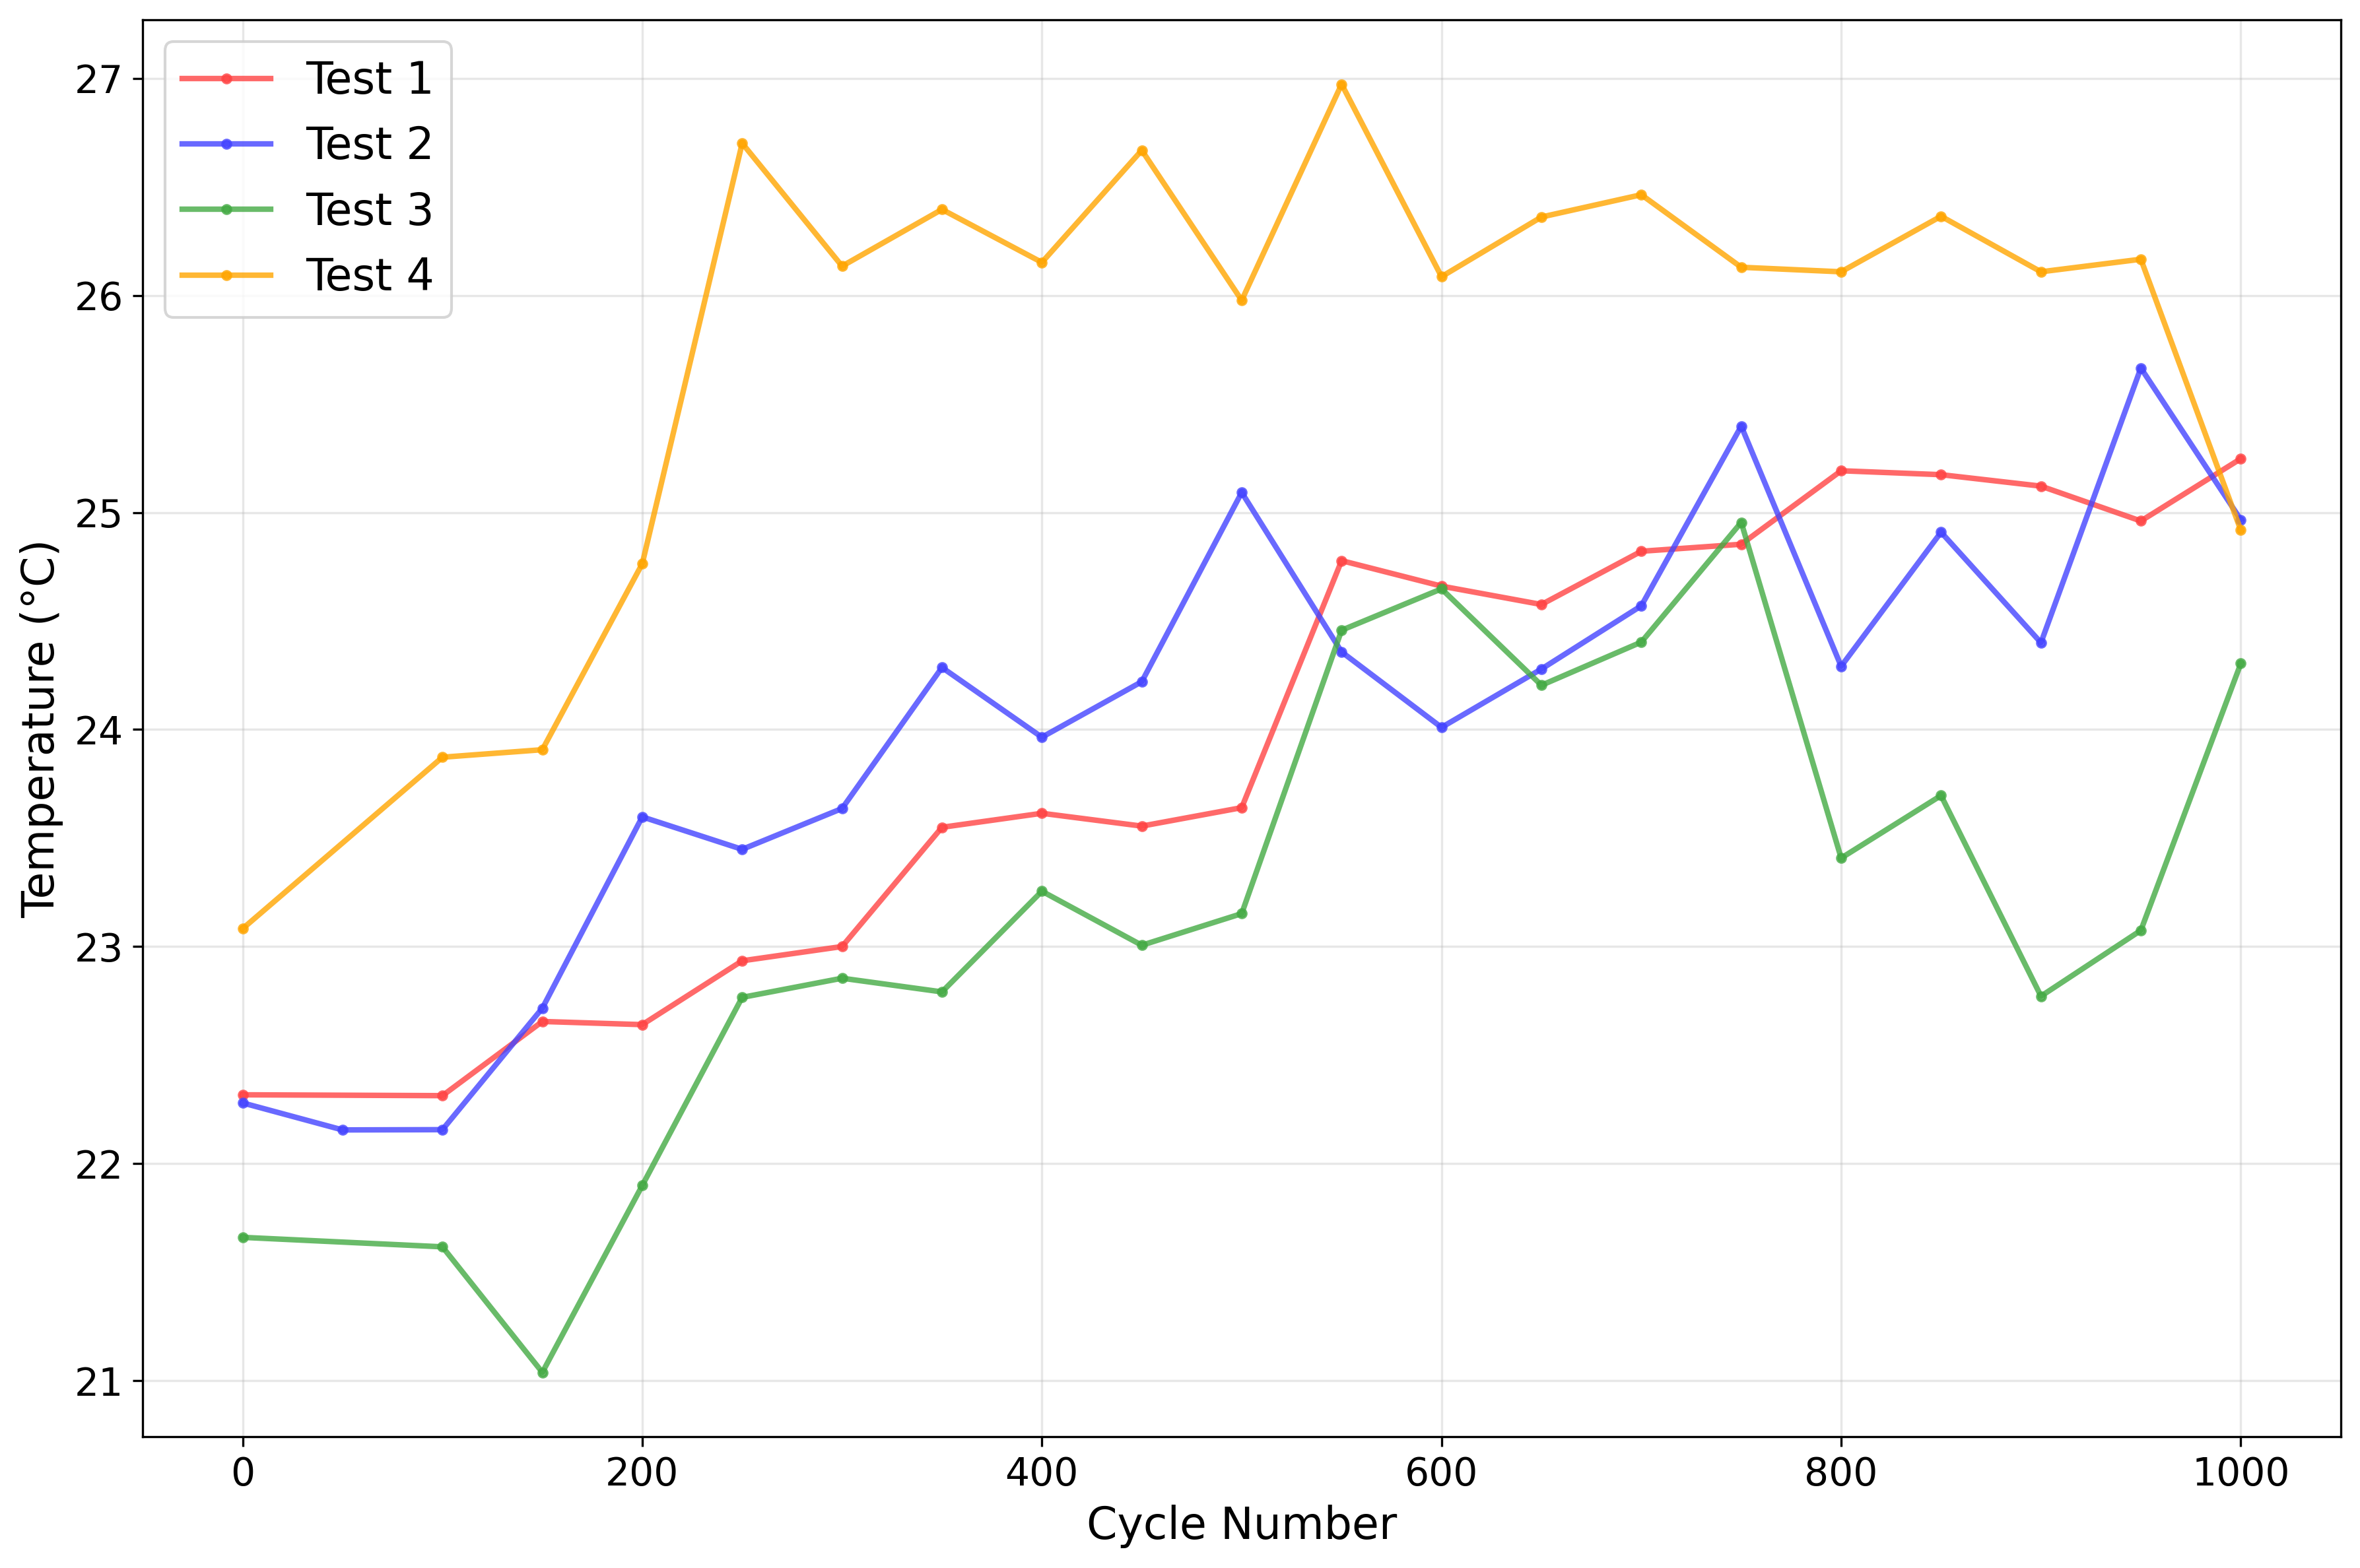 Test 1
Test 2
Test 3
Test 4
27
26
25
24
23
22
21
Temperature (°C)
0 200 400 600 800 1000
Cycle Number